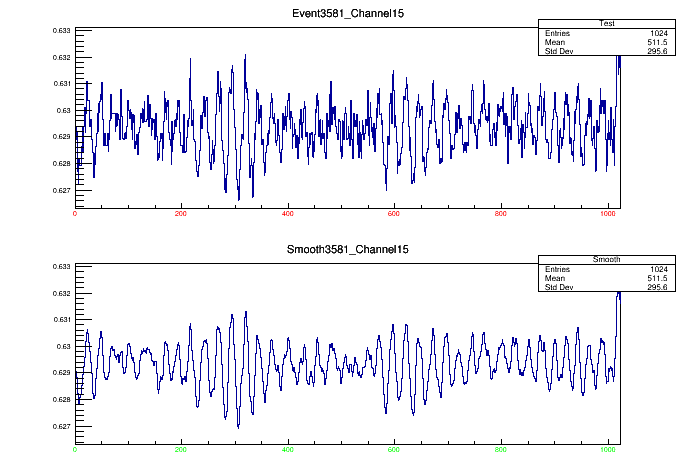 Event3581_Channel15
Test
Entries 1024
Mean 511.5
Std Dev 295.6
0.633
0.632
0.631
0.63
0.629
0.628
0.627
0 200 400 600 800 1000
Smooth3581_Channel15
Smooth
Entries 1024
Mean 511.5
Std Dev 295.6
0.633
0.632
0.631
0.63
0.629
0.628
0.627
0 200 400 600 800 1000